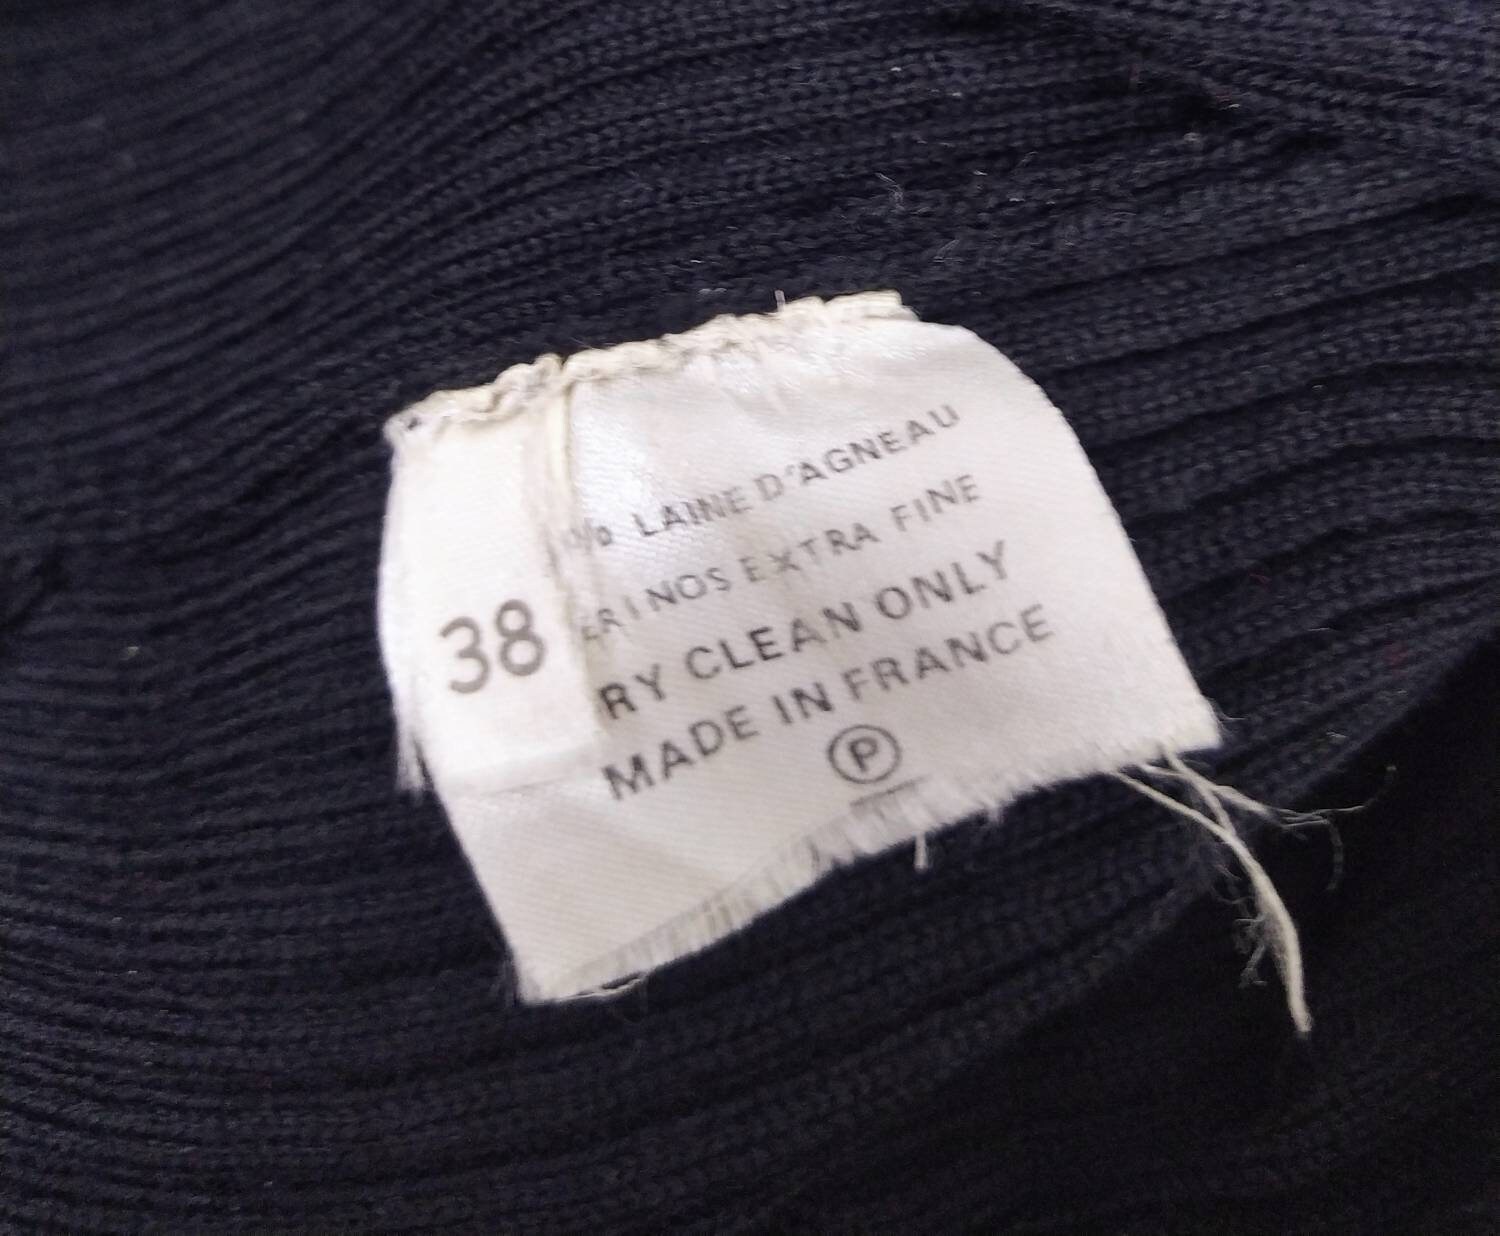 38
% LAINE D'AGNEAU
ERINOS EXTRA FINE
RY CLEAN ONLY
MADE IN FRANCE
P